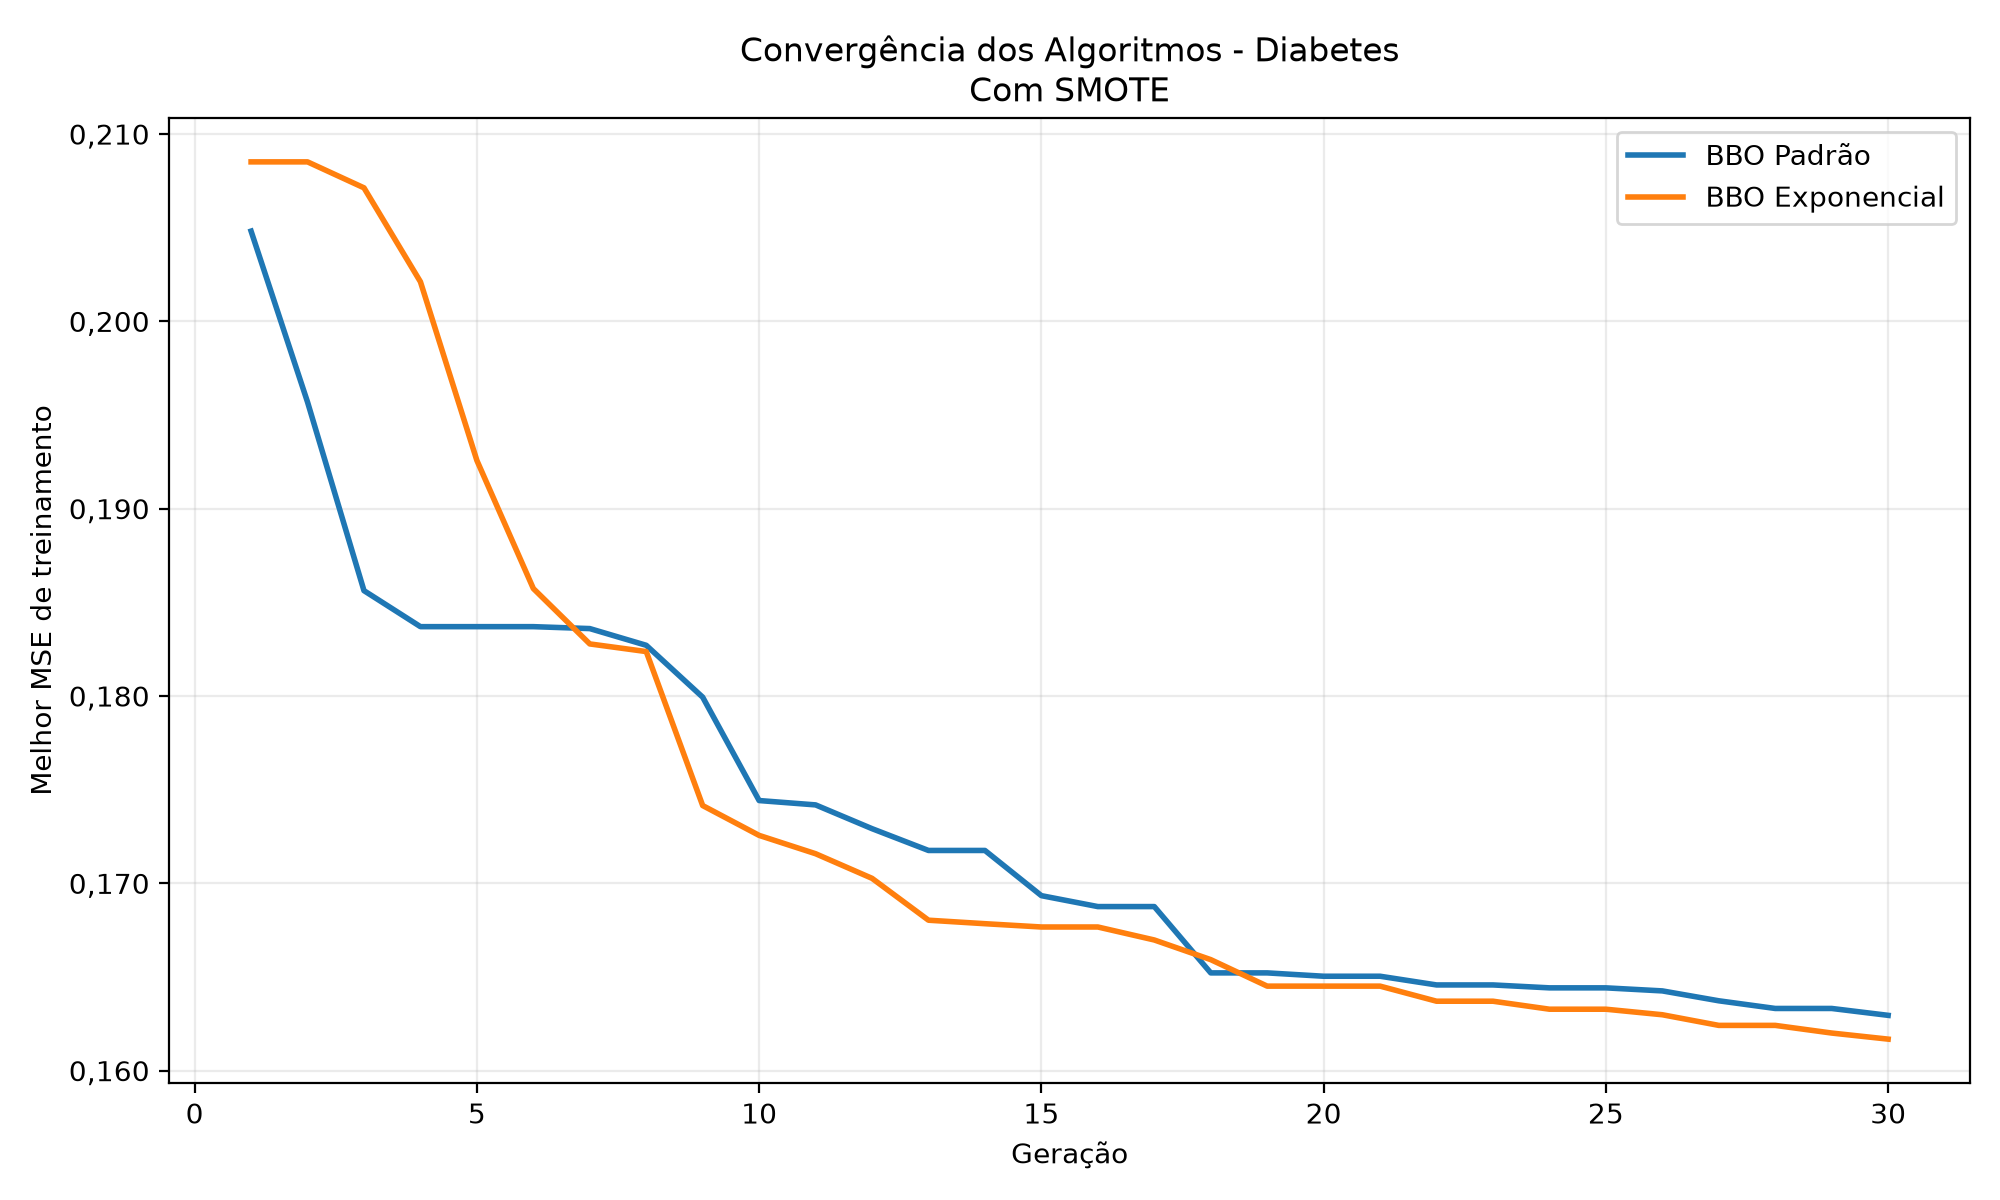 Convergência dos Algoritmos - Diabetes
Com SMOTE
BBO Padrão
BBO Exponencial
Melhor MSE de treinamento
0,210
0,200
0,190
0,180
0,170
0,160
0 5 10 15 20 25 30
Geração